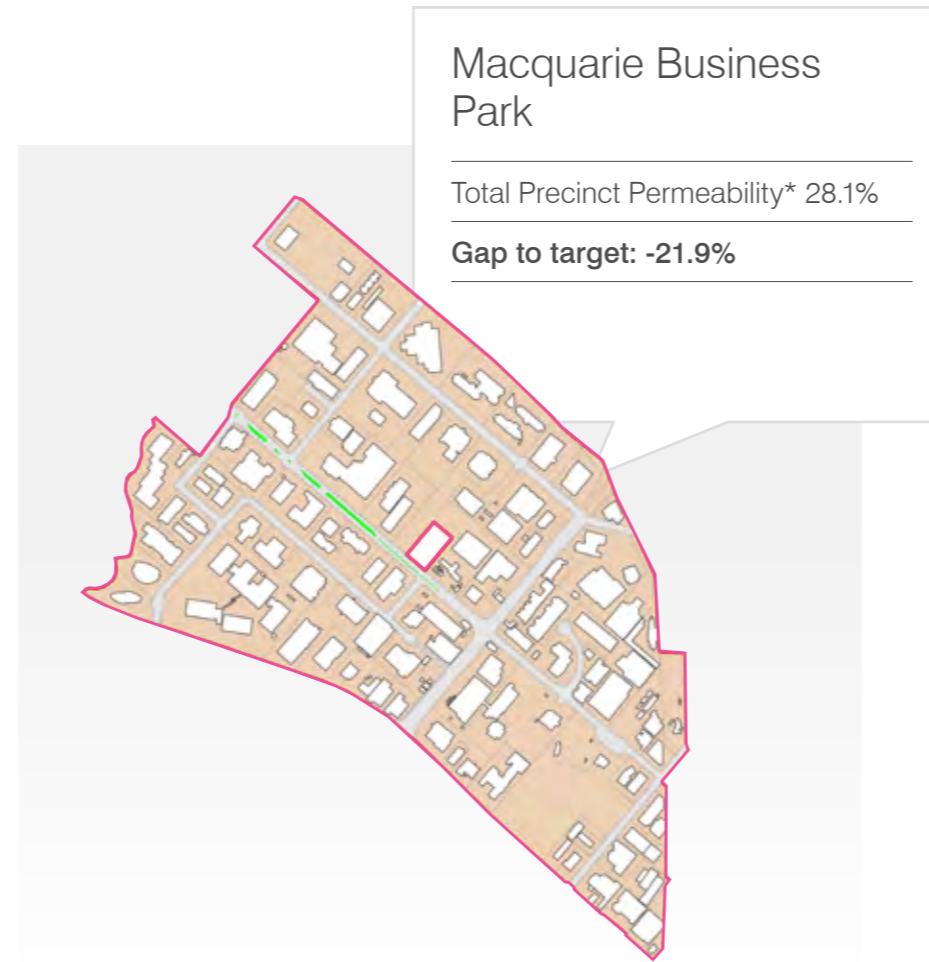 Macquarie Business
Park
Total Precinct Permeability* 28.1%
Gap to target: -21.9%